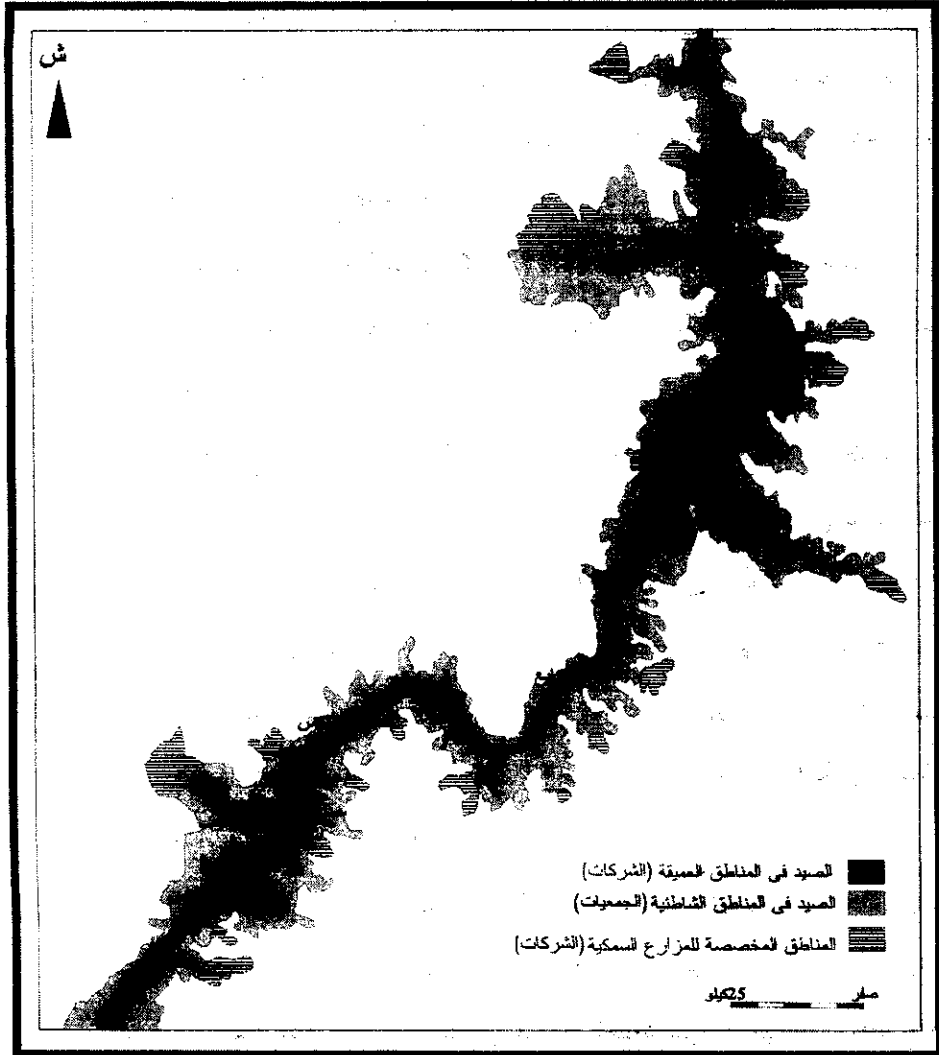 ش
الصيد فى المناطق العميقة (الشركات)
الصيد فى المناطق الشاطئية (الجمعيات)
المناطق المخصصة للمزارع السمكية (الشركات)
صفر 25كيلو